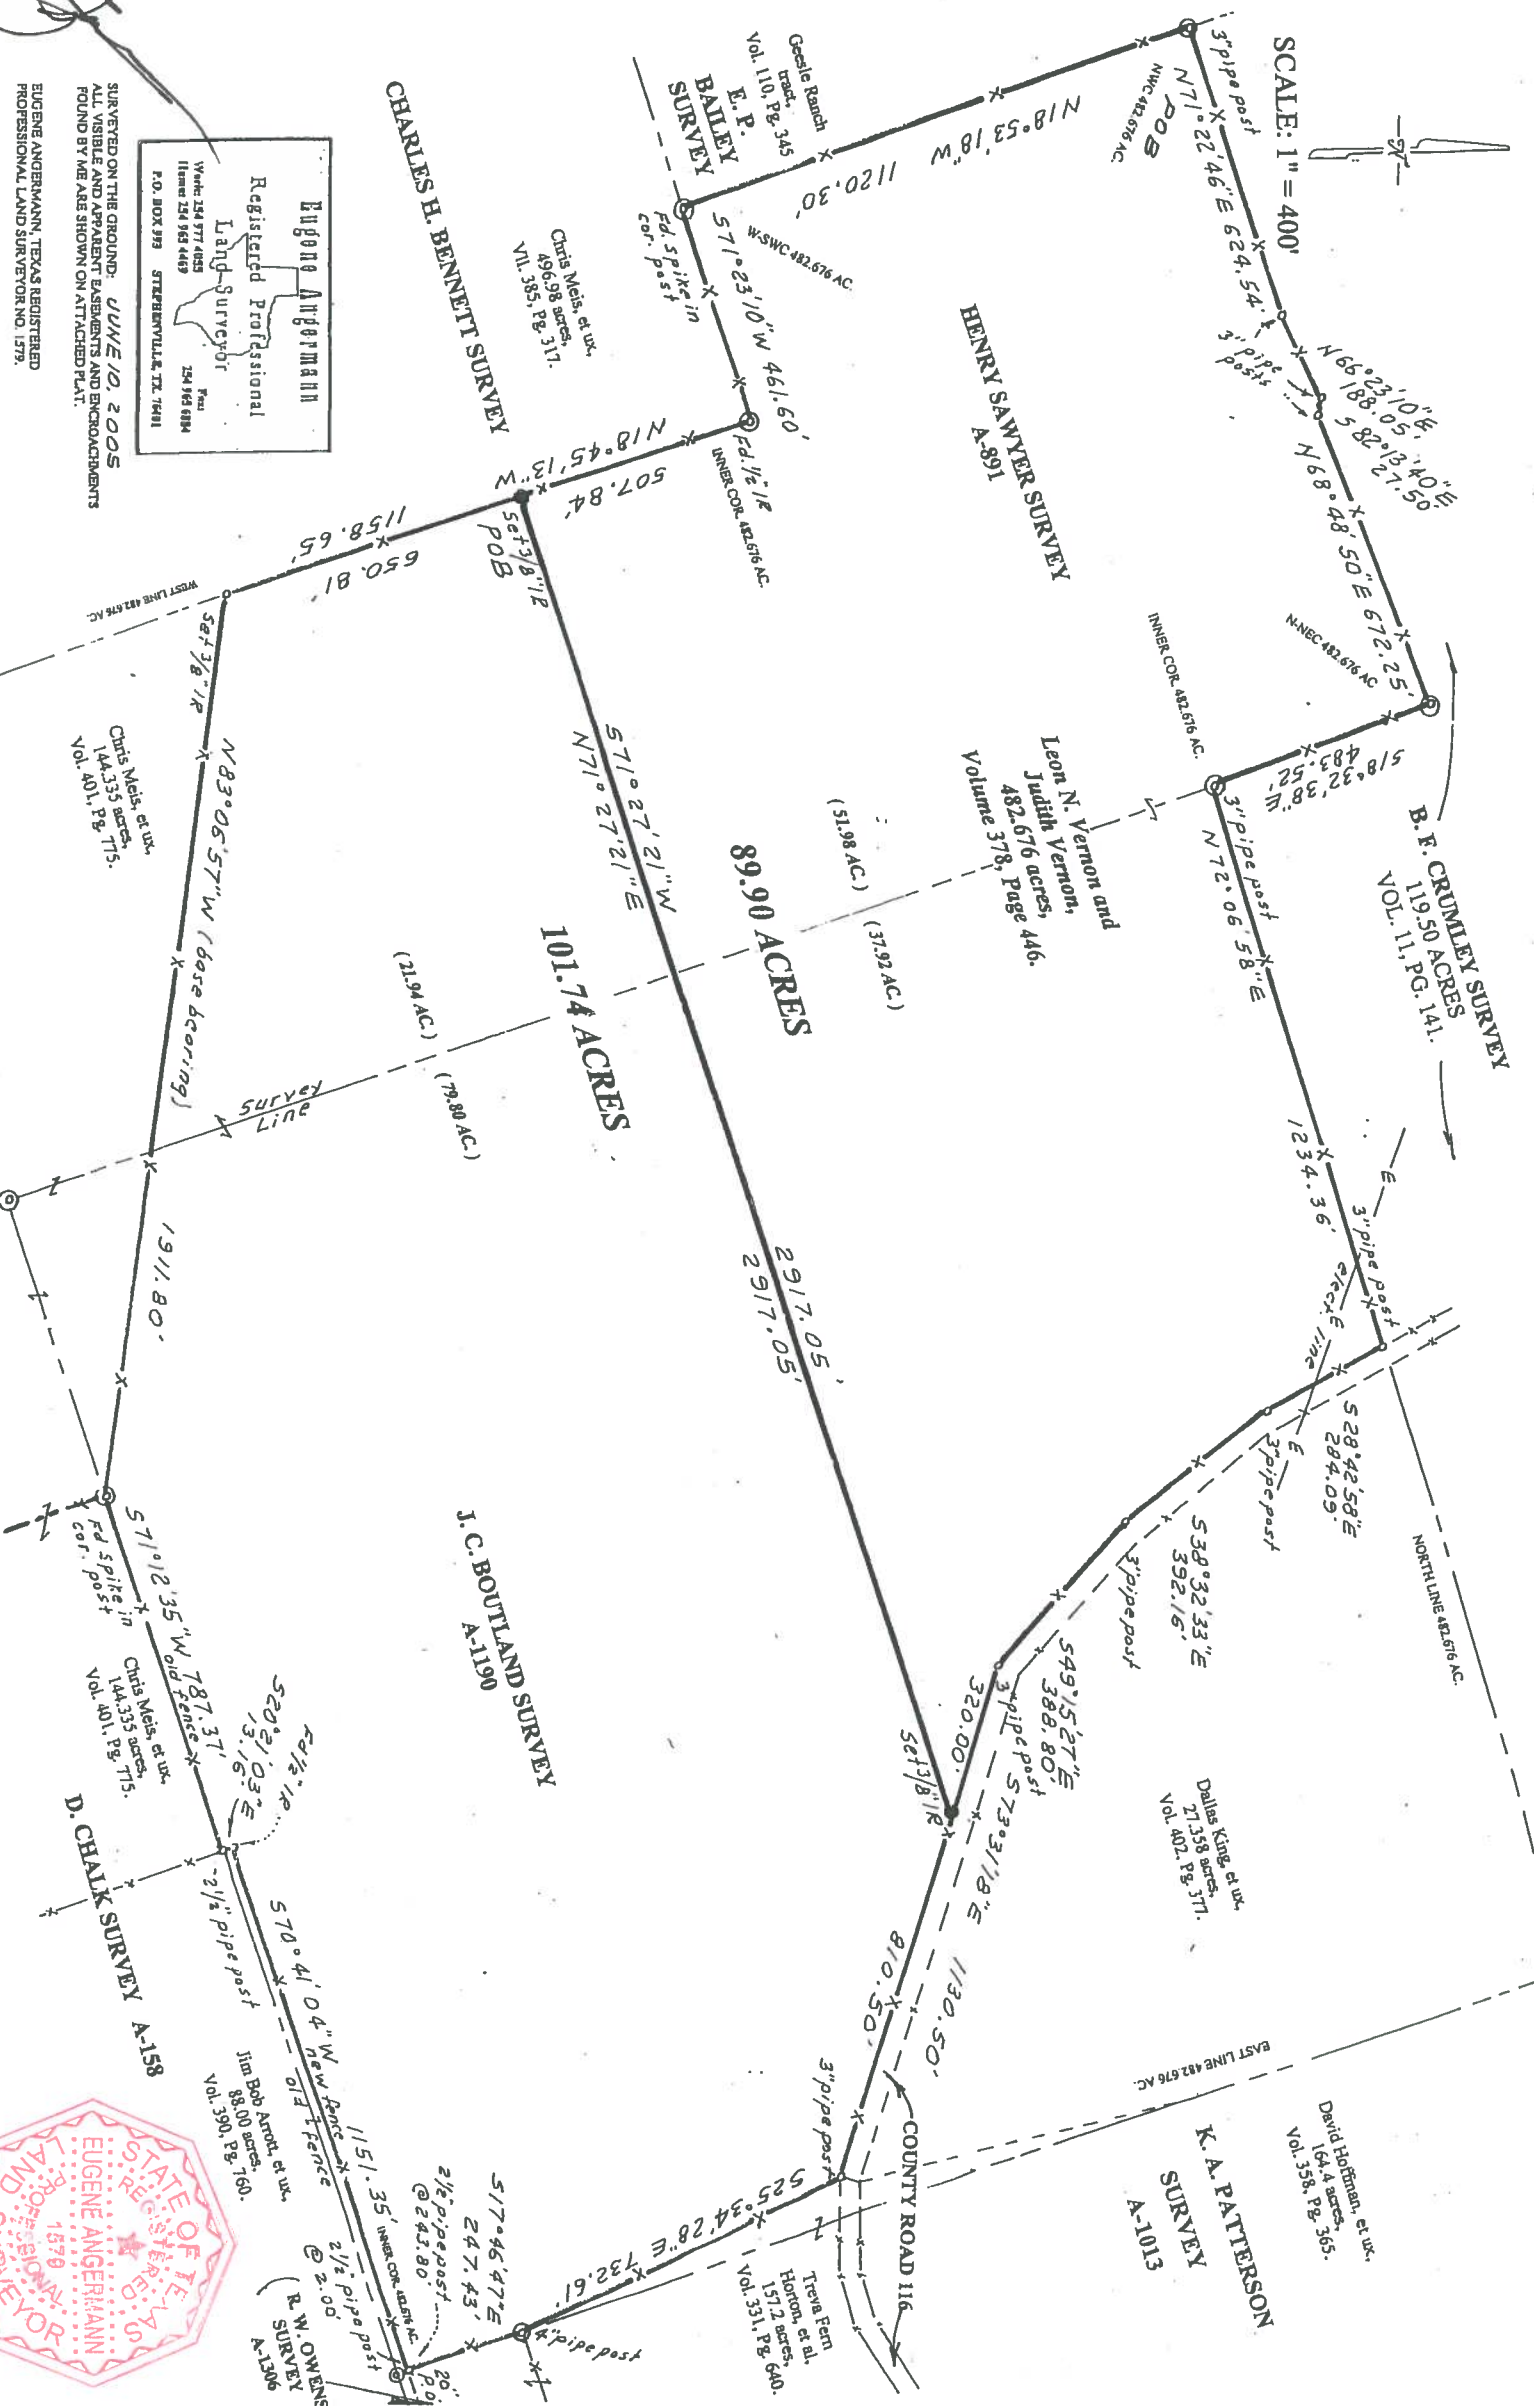 SCALE: 1" = 400'
3" pipe post
N71°22'46"E 624.54'
NWC 482.676 AC.
POB
3" pipe
posts
N66°23'10"E
188.05'
S82°13'40"E
27.50'
N68°48'50"E 672.25'
N-NEC 482.676 AC
S18°32'38"E
483.52'
B. F. CRUMLEY SURVEY
119.50 ACRES
VOL. 11, PG. 141.
INNER COR. 482.676 AC.
3" pipe post
N72°06'58"E
1234.36'
E
3" pipe post
elect. line
E
E
S28°42'58"E
284.09'
3" pipe post
NORTH LINE 482.676 AC.
S38°32'33"E
392.16'
3" pipe post
S49°15'27"E
388.80'
3" pipe post
S73°31'18"E
1130.50'
320.00'
Set 3/8" IR
810.50'
Dallas King, et ux,
27.358 acres,
Vol. 402, Pg. 377.
EAST LINE 482.676 AC.
David Hoffman, et ux,
164.4 acres,
Vol. 358, Pg. 365.
K. A. PATTERSON
SURVEY
A-1013
COUNTY ROAD 116
3" pipe post
S25°34'28"E 732.61'
Treva Fern
Horton, et al,
157.2 acres,
Vol. 331, Pg. 640.
4" pipe post
S17°46'47"E
247.43'
2½" pipe post
@ 243.80'
20"
P.O.
2½" pipe post
@ 2.00'
R. W. OWENS
SURVEY
A-1306
INNER COR. 482.676 AC.
Geesle Ranch
tract,
Vol. 110, Pg. 345
E. P.
BAILEY
SURVEY
N18°53'18"W
1120.30'
W-SWC 482.676 AC.
Fd. spike in
cor. post
S71°23'10"W 461.60'
Fd. ½" IR
INNER COR. 482.676 AC.
HENRY SAWYER SURVEY
A-891
Leon N. Vernon and
Judith Vernon,
482.676 acres,
Volume 378, Page 446.
(51.98 AC.)
(37.92 AC.)
89.90 ACRES
S71°27'21"W
N71°27'21"E
2917.05'
2917.05'
101.74 ACRES
(21.94 AC.)
(79.80 AC.)
Survey
Line
Chris Meis, et ux,
496.98 acres,
Vil. 385, Pg. 317.
CHARLES H. BENNETT SURVEY
N18°45'13"W
507.84'
Set 3/8" IR
POB
1158.65'
650.81
WEST LINE 482.676 AC.
Set 3/8" IR
N83°06'57"W (base bearing)
1911.80'
Chris Meis, et ux,
144.335 acres,
Vol. 401, Pg. 775.
J. C. BOUTLAND SURVEY
A-1190
Fd spike in
cor. post
S71°12'35"W 787.37'
old fence
Chris Meis, et ux,
144.335 acres,
Vol. 401, Pg. 775.
Fd ½" IR
S20°21'03"E
13.16'
2½" pipe post
D. CHALK SURVEY A-158
S70°41'04"W
new fence
1151.35'
old fence
Jim Bob Arrott, et ux,
88.00 acres,
Vol. 390, Pg. 760.
Eugene Angermann
Registered Professional
Land Surveyor
Work: 254 977 4055
Home: 254 965 4469
Fax:
254 965 6884
P.O. BOX 993 STEPHENVILLE, TX. 76401
SURVEYED ON THE GROUND: JUNE 10, 2005
ALL VISIBLE AND APPARENT EASEMENTS AND ENCROACHMENTS
FOUND BY ME ARE SHOWN ON ATTACHED PLAT.
EUGENE ANGERMANN, TEXAS REGISTERED
PROFESSIONAL LAND SURVEYOR NO. 1579.
STATE OF TEXAS
REGISTERED
EUGENE ANGERMANN
1579
PROFESSIONAL
LAND SURVEYOR